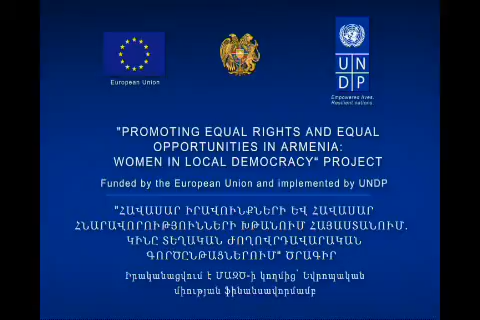 European Union
U N
D P
Empowered lives.
Resilient nations
"PROMOTING EQUAL RIGHTS AND EQUAL
OPPORTUNITIES IN ARMENIA:
WOMEN IN LOCAL DEMOCRACY" PROJECT
Funded by the European Union and implemented by UNDP
"ՀԱՎԱՍԱՐ ԻՐԱՎՈՒՆՔՆԵՐԻ ԵՎ ՀԱՎԱՍԱՐ
ՀՆԱՐԱՎՈՐՈՒԹՅՈՒՆՆԵՐԻ ԽԹԱՆՈՒՄ ՀԱՅԱՍՏԱՆՈՒՄ.
ԿԻՆԸ ՏԵՂԱԿԱՆ ԺՈՂՈՎՐԴԱՎԱՐԱԿԱՆ
ԳՈՐԾԸՆԹԱՑՆԵՐՈՒՄ" ԾՐԱԳԻՐ
Իրականացվում է ՄԱԶԾ-ի կողմից՝ Եվրոպական
միության ֆինանսավորմամբ